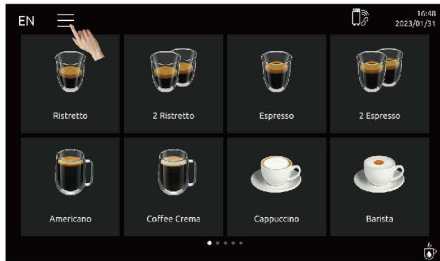 EN
16:48
2023/01/31
Ristretto
2 Ristretto
Espresso
2 Espresso
Americano
Coffee Crema
Cappuccino
Barista